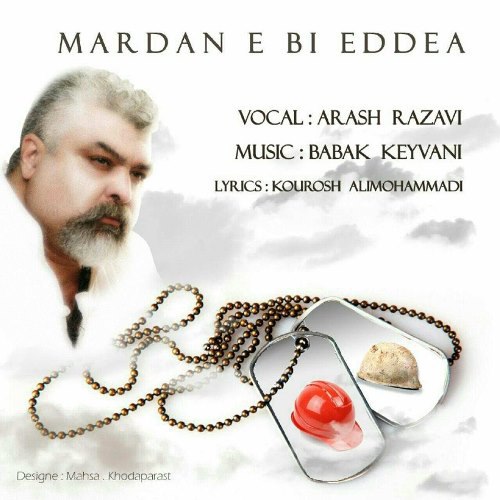 MARDAN E BI EDDEA
VOCAL : ARASH RAZAVI
MUSIC : BABAK KEYVANI
LYRICS : KOUROSH ALIMOHAMMADI
Designe : Mahsa . Khodaparast